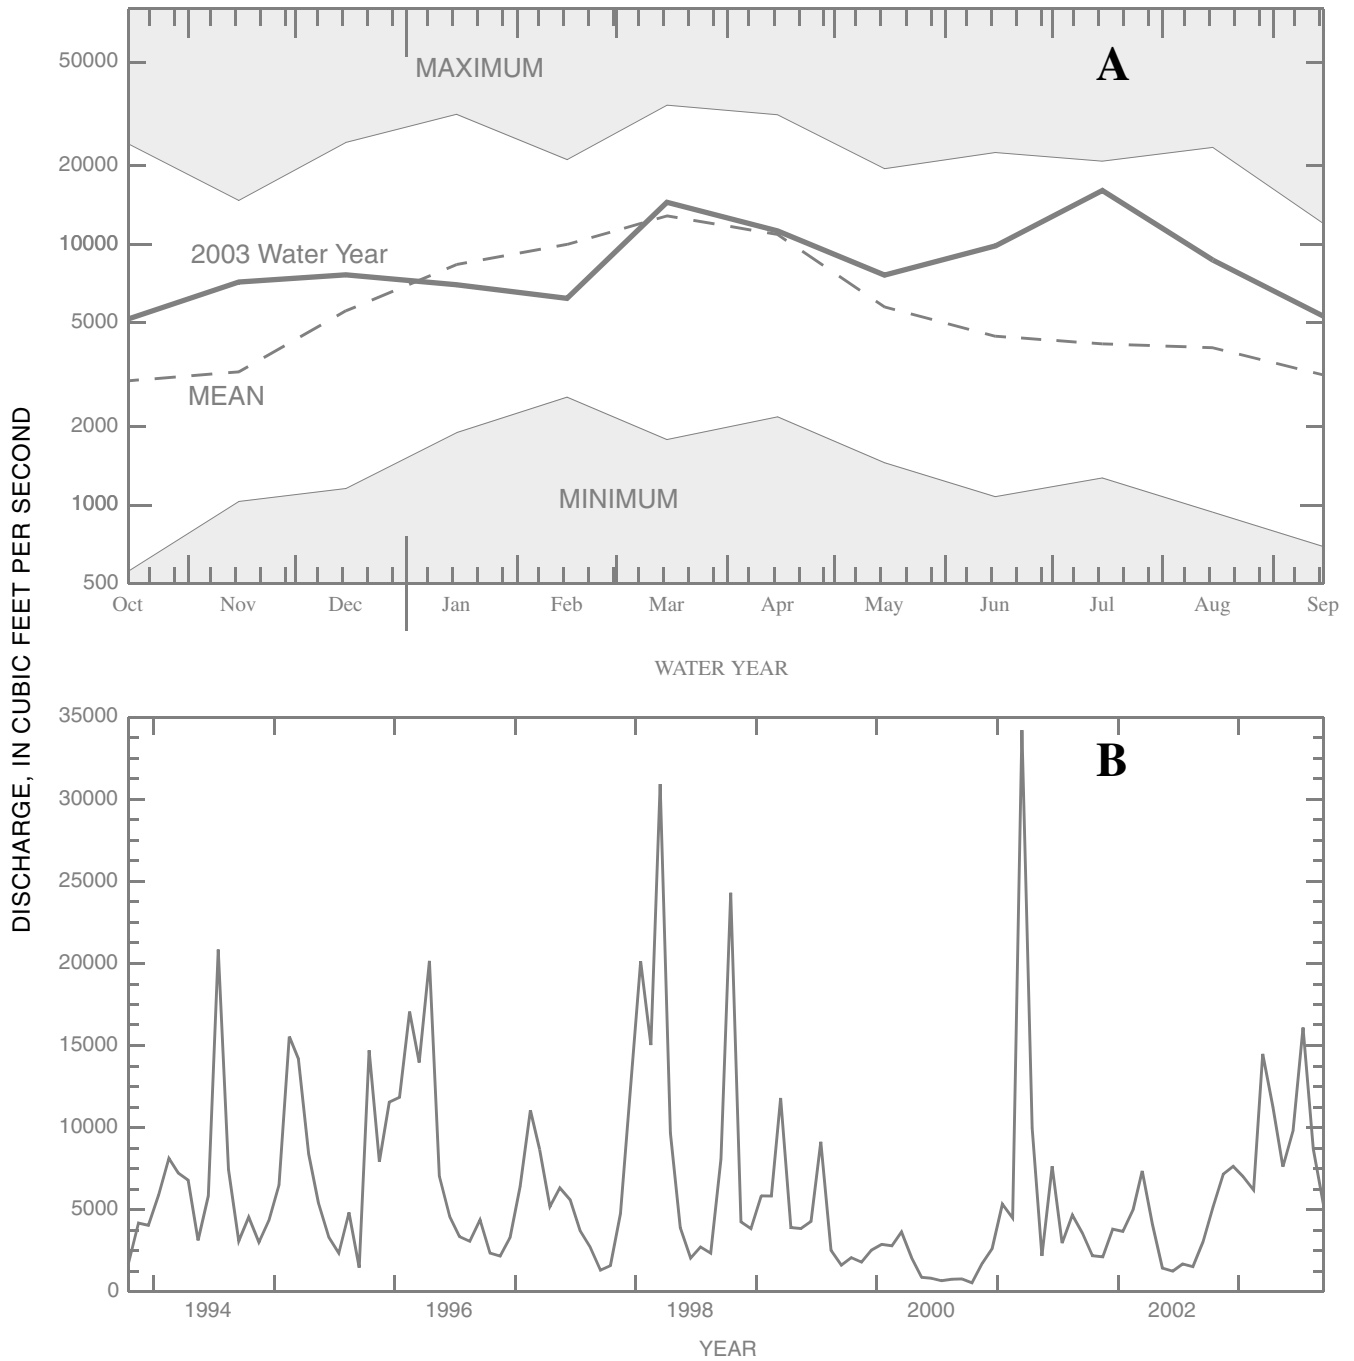 A
50000
MAXIMUM
20000
10000
2003 Water Year
5000
MEAN
2000
1000
MINIMUM
500
Oct Nov Dec Jan Feb Mar Apr May Jun Jul Aug Sep
WATER YEAR
DISCHARGE, IN CUBIC FEET PER SECOND
35000
B
30000
25000
20000
15000
10000
5000
0
1994 1996 1998 2000 2002
YEAR